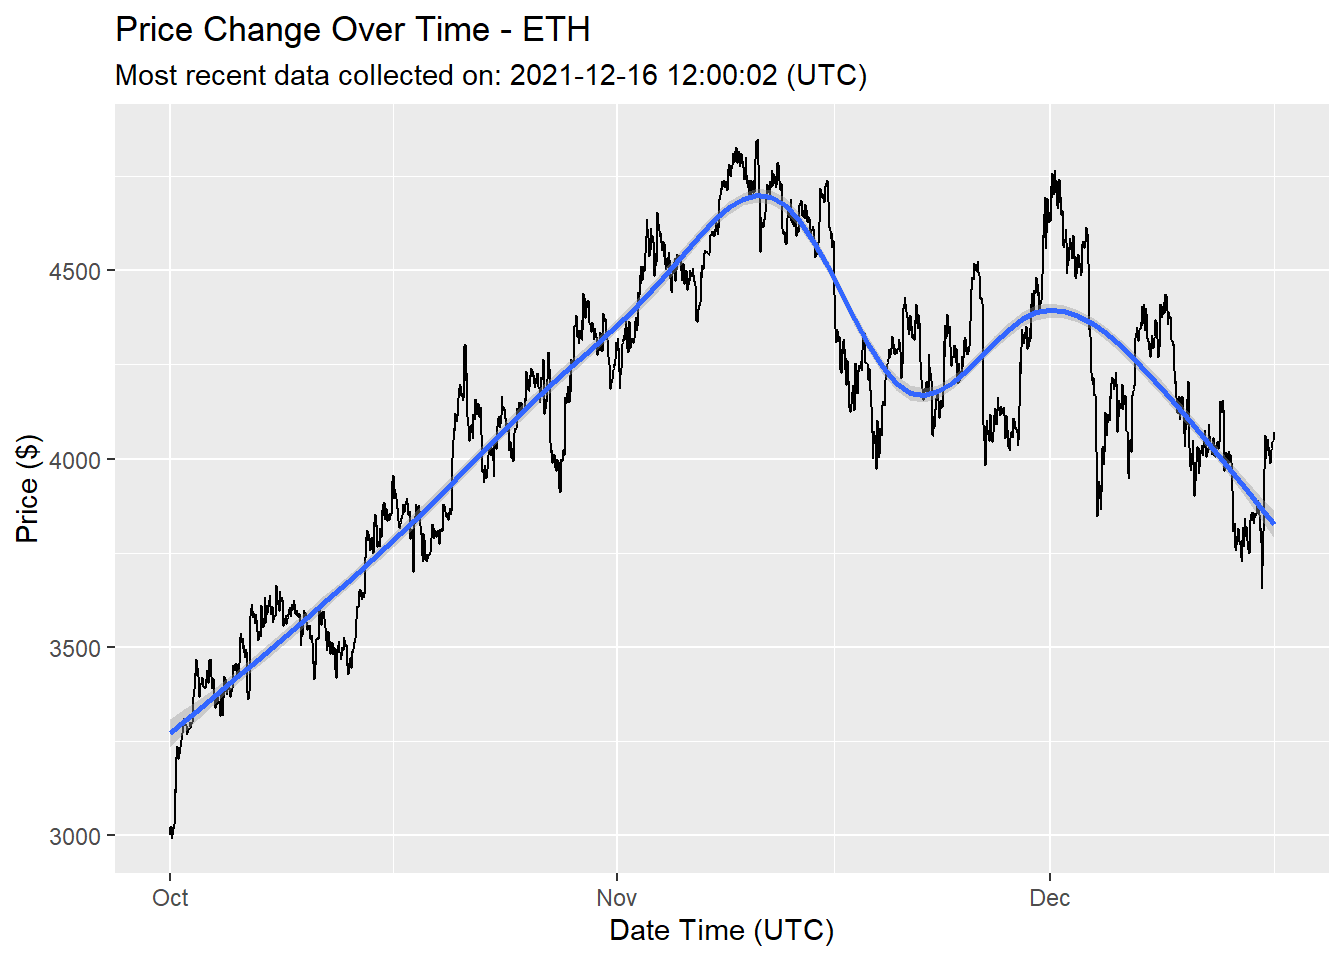 Price Change Over Time - ETH
Most recent data collected on: 2021-12-16 12:00:02 (UTC)
Price ($)
4500
4000
3500
3000
Oct Nov Dec
Date Time (UTC)